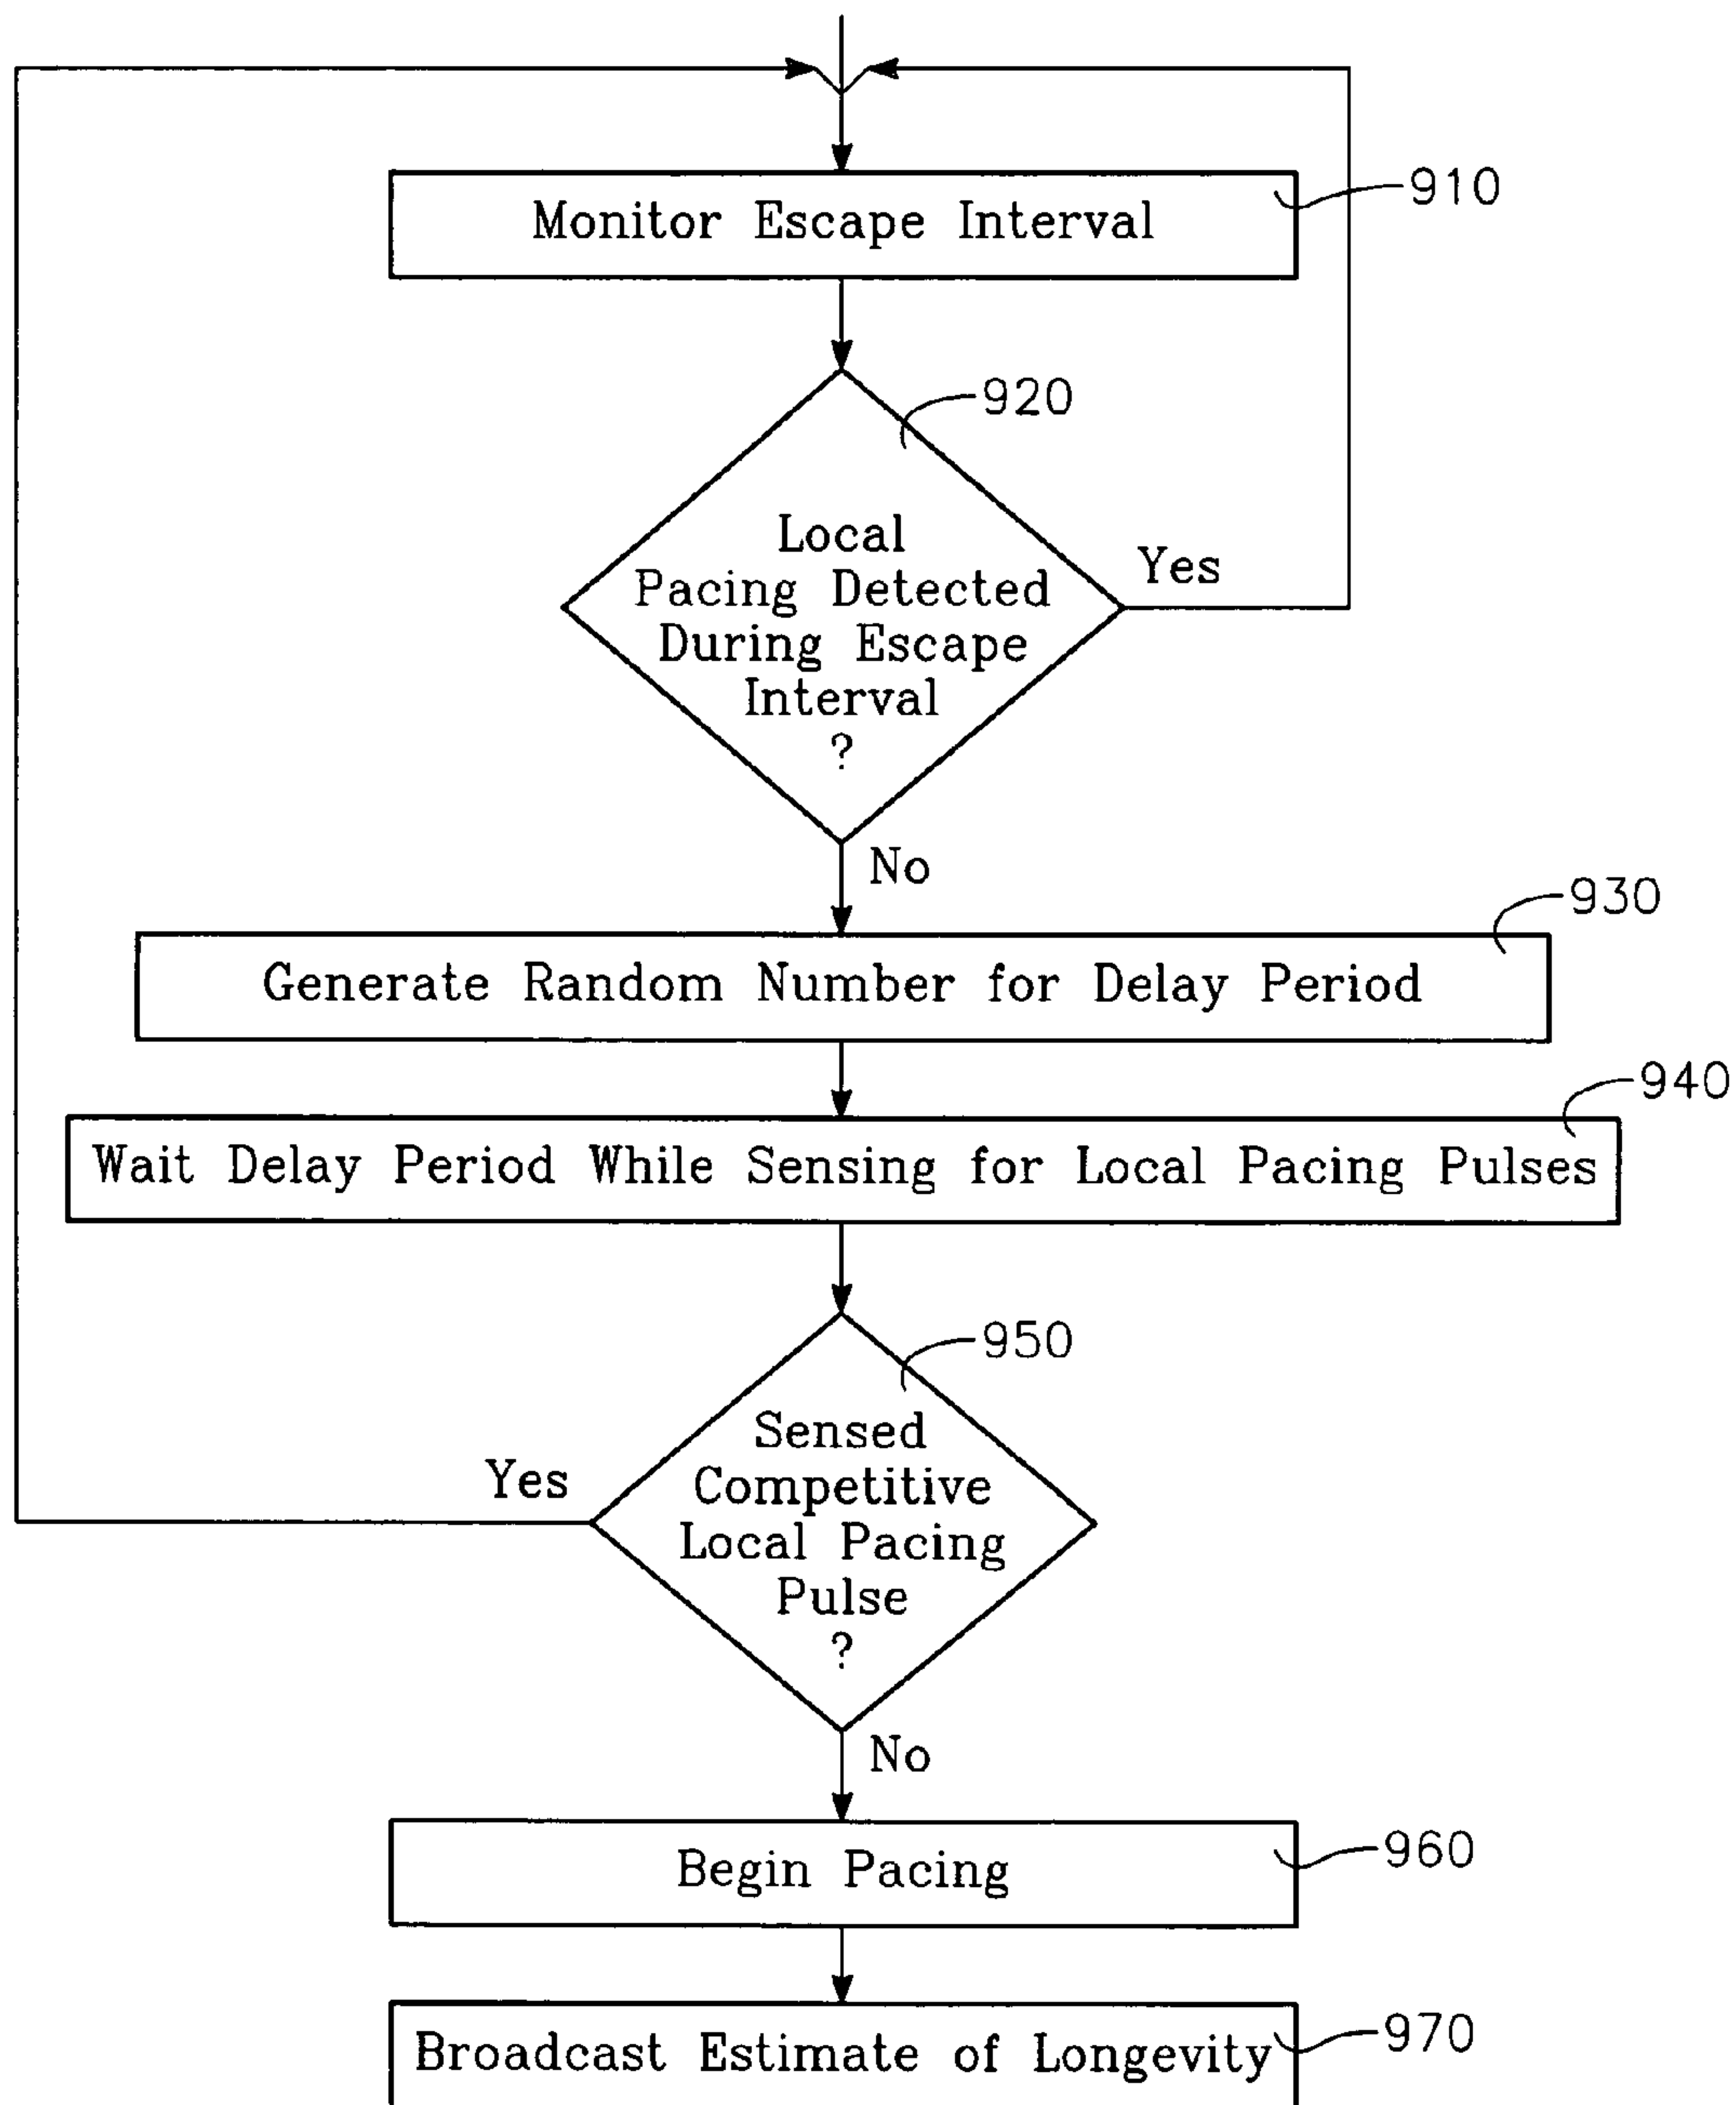 Monitor Escape Interval
910
920
Local
Pacing Detected
During Escape
Interval
?
Yes
No
930
Generate Random Number for Delay Period
940
Wait Delay Period While Sensing for Local Pacing Pulses
950
Sensed
Competitive
Local Pacing
Pulse
?
Yes
No
Begin Pacing
960
Broadcast Estimate of Longevity
970